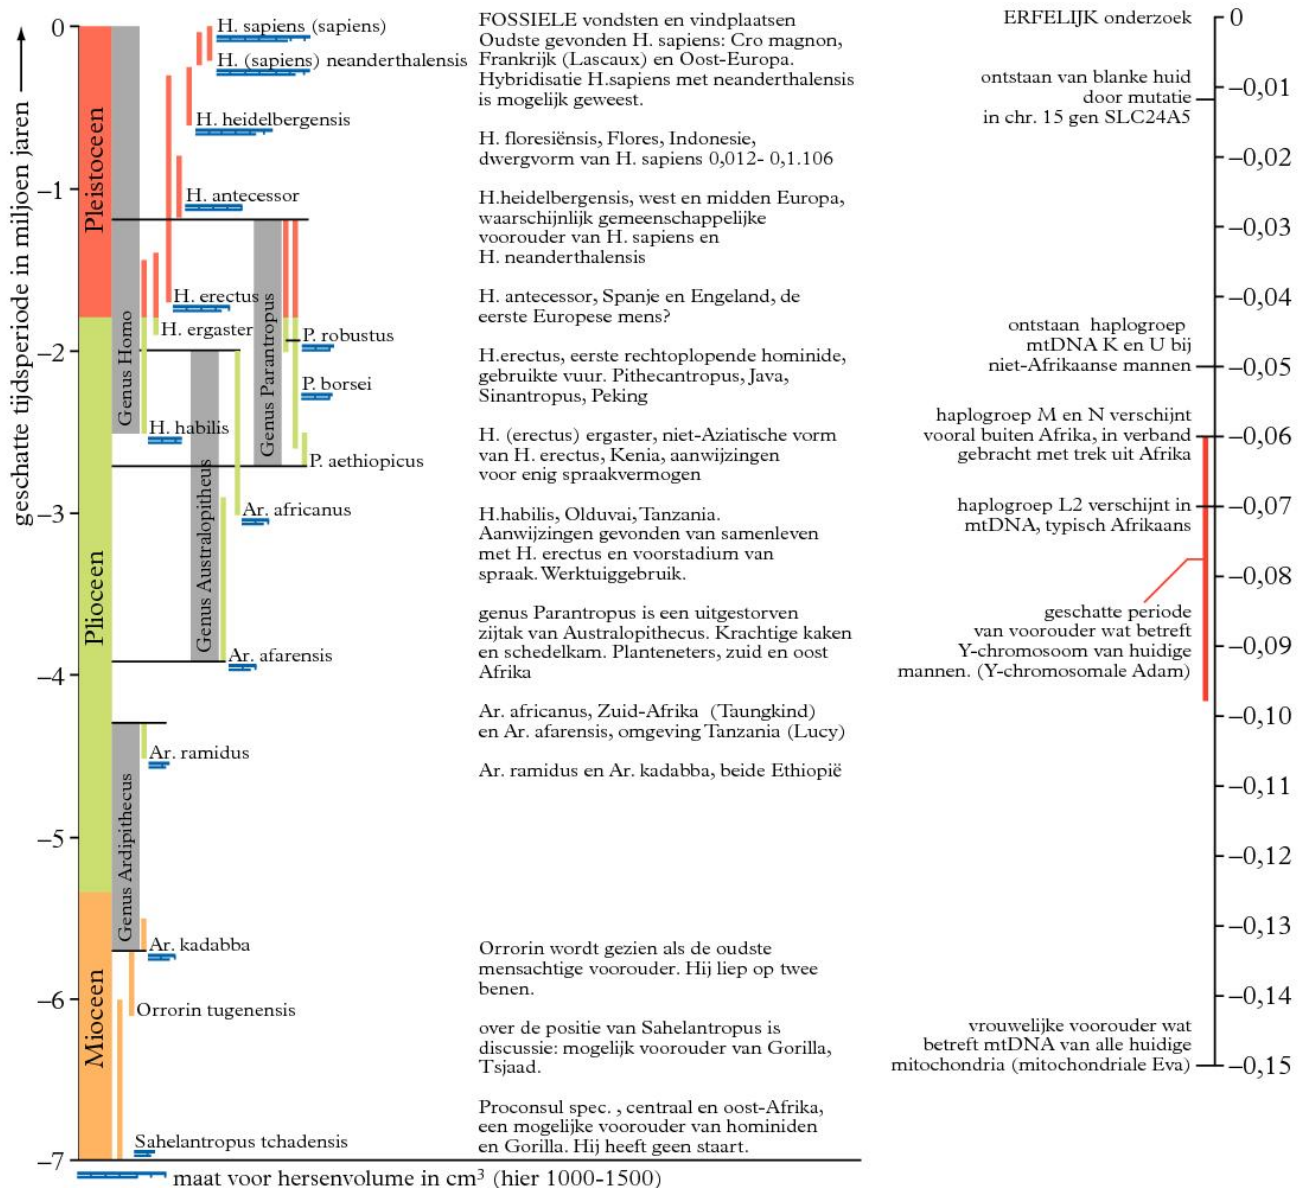 geschatte tijdsperiode in miljoen jaren
0
–1
–2
–3
–4
–5
–6
–7
Pleistoceen
Plioceen
Mioceen
Genus Homo
Genus Parantropus
Genus Australopitheus
Genus Ardipithecus
H. sapiens (sapiens)
H. (sapiens) neanderthalensis
H. heidelbergensis
H. antecessor
H. erectus
H. ergaster
P. robustus
P. borsei
H. habilis
P. aethiopicus
Ar. africanus
Ar. afarensis
Ar. ramidus
Ar. kadabba
Orrorin tugenensis
Sahelantropus tchadensis
maat voor hersenvolume in cm³ (hier 1000-1500)
FOSSIELE vondsten en vindplaatsen
Oudste gevonden H. sapiens: Cro magnon,
Frankrijk (Lascaux) en Oost-Europa.
Hybridisatie H.sapiens met neanderthalensis
is mogelijk geweest.
H. floresiënsis, Flores, Indonesie,
dwergvorm van H. sapiens 0,012- 0,1.106
H.heidelbergensis, west en midden Europa,
waarschijnlijk gemeenschappelijke
voorouder van H. sapiens en
H. neanderthalensis
H. antecessor, Spanje en Engeland, de
eerste Europese mens?
H.erectus, eerste rechtoplopende hominide,
gebruikte vuur. Pithecantropus, Java,
Sinantropus, Peking
H. (erectus) ergaster, niet-Aziatische vorm
van H. erectus, Kenia, aanwijzingen
voor enig spraakvermogen
H.habilis, Olduvai, Tanzania.
Aanwijzingen gevonden van samenleven
met H. erectus en voorstadium van
spraak. Werktuiggebruik.
genus Parantropus is een uitgestorven
zijtak van Australopithecus. Krachtige kaken
en schedelkam. Planteneters, zuid en oost
Afrika
Ar. africanus, Zuid-Afrika (Taungkind)
en Ar. afarensis, omgeving Tanzania (Lucy)
Ar. ramidus en Ar. kadabba, beide Ethiopië
Orrorin wordt gezien als de oudste
mensachtige voorouder. Hij liep op twee
benen.
over de positie van Sahelantropus is
discussie: mogelijk voorouder van Gorilla,
Tsjaad.
Proconsul spec. , centraal en oost-Afrika,
een mogelijke voorouder van hominiden
en Gorilla. Hij heeft geen staart.
ERFELIJK onderzoek
ontstaan van blanke huid
door mutatie
in chr. 15 gen SLC24A5
ontstaan haplogroep
mtDNA K en U bij
niet-Afrikaanse mannen
haplogroep M en N verschijnt
vooral buiten Afrika, in verband
gebracht met trek uit Afrika
haplogroep L2 verschijnt in
mtDNA, typisch Afrikaans
geschatte periode
van voorouder wat betreft
Y-chromosoom van huidige
mannen. (Y-chromosomale Adam)
vrouwelijke voorouder wat
betreft mtDNA van alle huidige
mitochondria (mitochondriale Eva)
0
–0,01
–0,02
–0,03
–0,04
–0,05
–0,06
–0,07
–0,08
–0,09
–0,10
–0,11
–0,12
–0,13
–0,14
–0,15